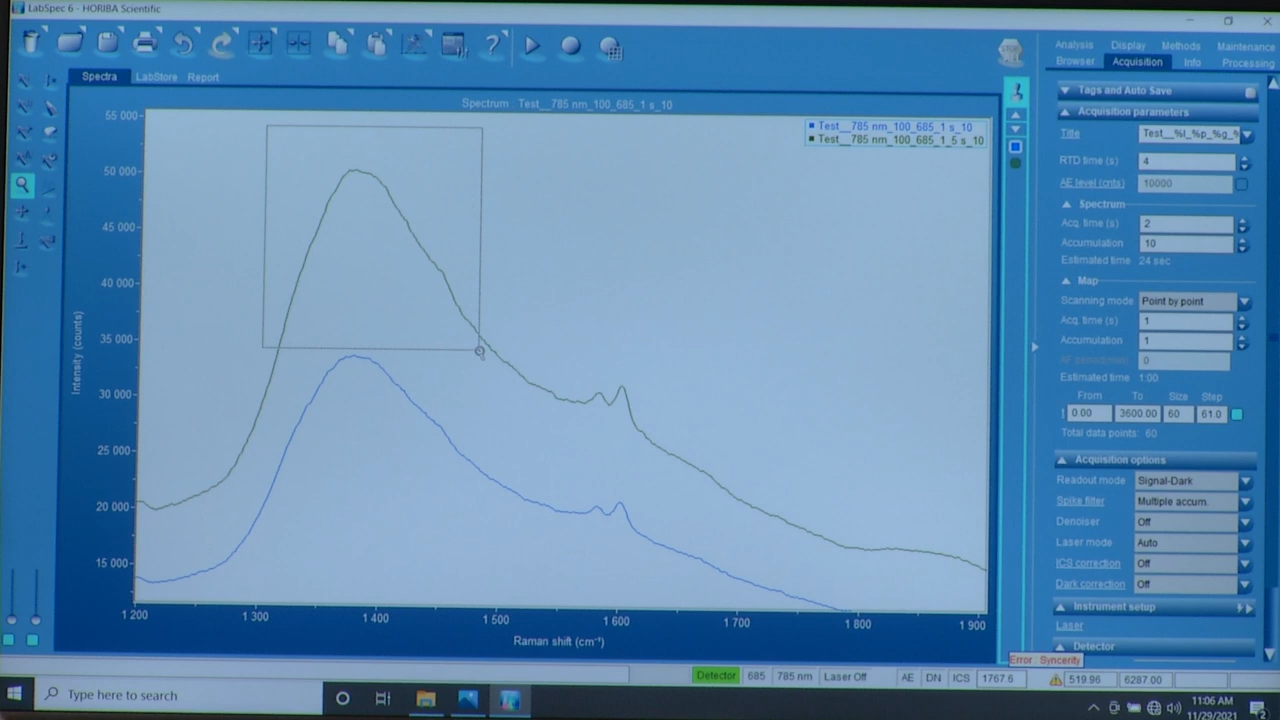 LabSpec 6 - HORIBA Scientific
Analysis Display Methods Maintenance
Browser Acquisition Info Processing
Spectra LabStore Report
Spectrum : Test__785 nm_100_685_1 s_10
Test__785 nm_100_685_1 s_10
Test__785 nm_100_685_1_5 s_10
55 000
50 000
45 000
40 000
35 000
30 000
25 000
20 000
15 000
Intensity (counts)
1 200 1 300 1 400 1 500 1 600 1 700 1 800 1 900
Raman shift (cm⁻¹)
STOP
Tags and Auto Save
Acquisition parameters
Title Test__%l_%p_%g_%
RTD time (s) 4
AE level (cnts) 10000
Spectrum
Acq. time (s) 2
Accumulation 10
Estimated time 24 sec
Map
Scanning mode Point by point
Acq. time (s) 1
Accumulation 1
0
Estimated time 1:00
From To Size Step
t 0.00 3600.00 60 61.0
Total data points: 60
Acquisition options
Readout mode Signal-Dark
Spike filter Multiple accum.
Denoiser Off
Laser mode Auto
ICS correction Off
Dark correction Off
Instrument setup
Laser
Detector
Error : Syncerity
Detector 685 785 nm Laser Off AE DN ICS 1767.6 519.96 6287.00
Type here to search
11:06 AM
11/29/2021
2